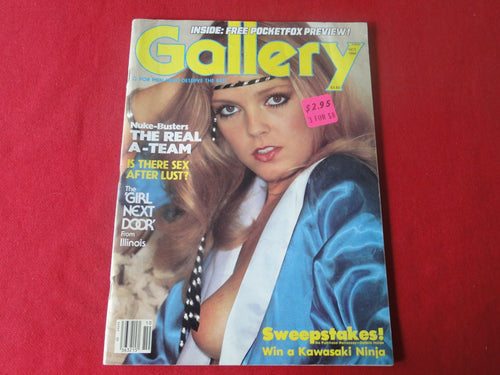 INSIDE: FREE POCKETFOX PREVIEW!
Gallery
$2.95
3 FOR $8
Nuke-Busters
THE REAL
A-TEAM
IS THERE SEX
AFTER LUST?
The
'GIRL
NEXT
DOOR'
From
Illinois
10
Sweepstakes!
Win a Kawasaki Ninja